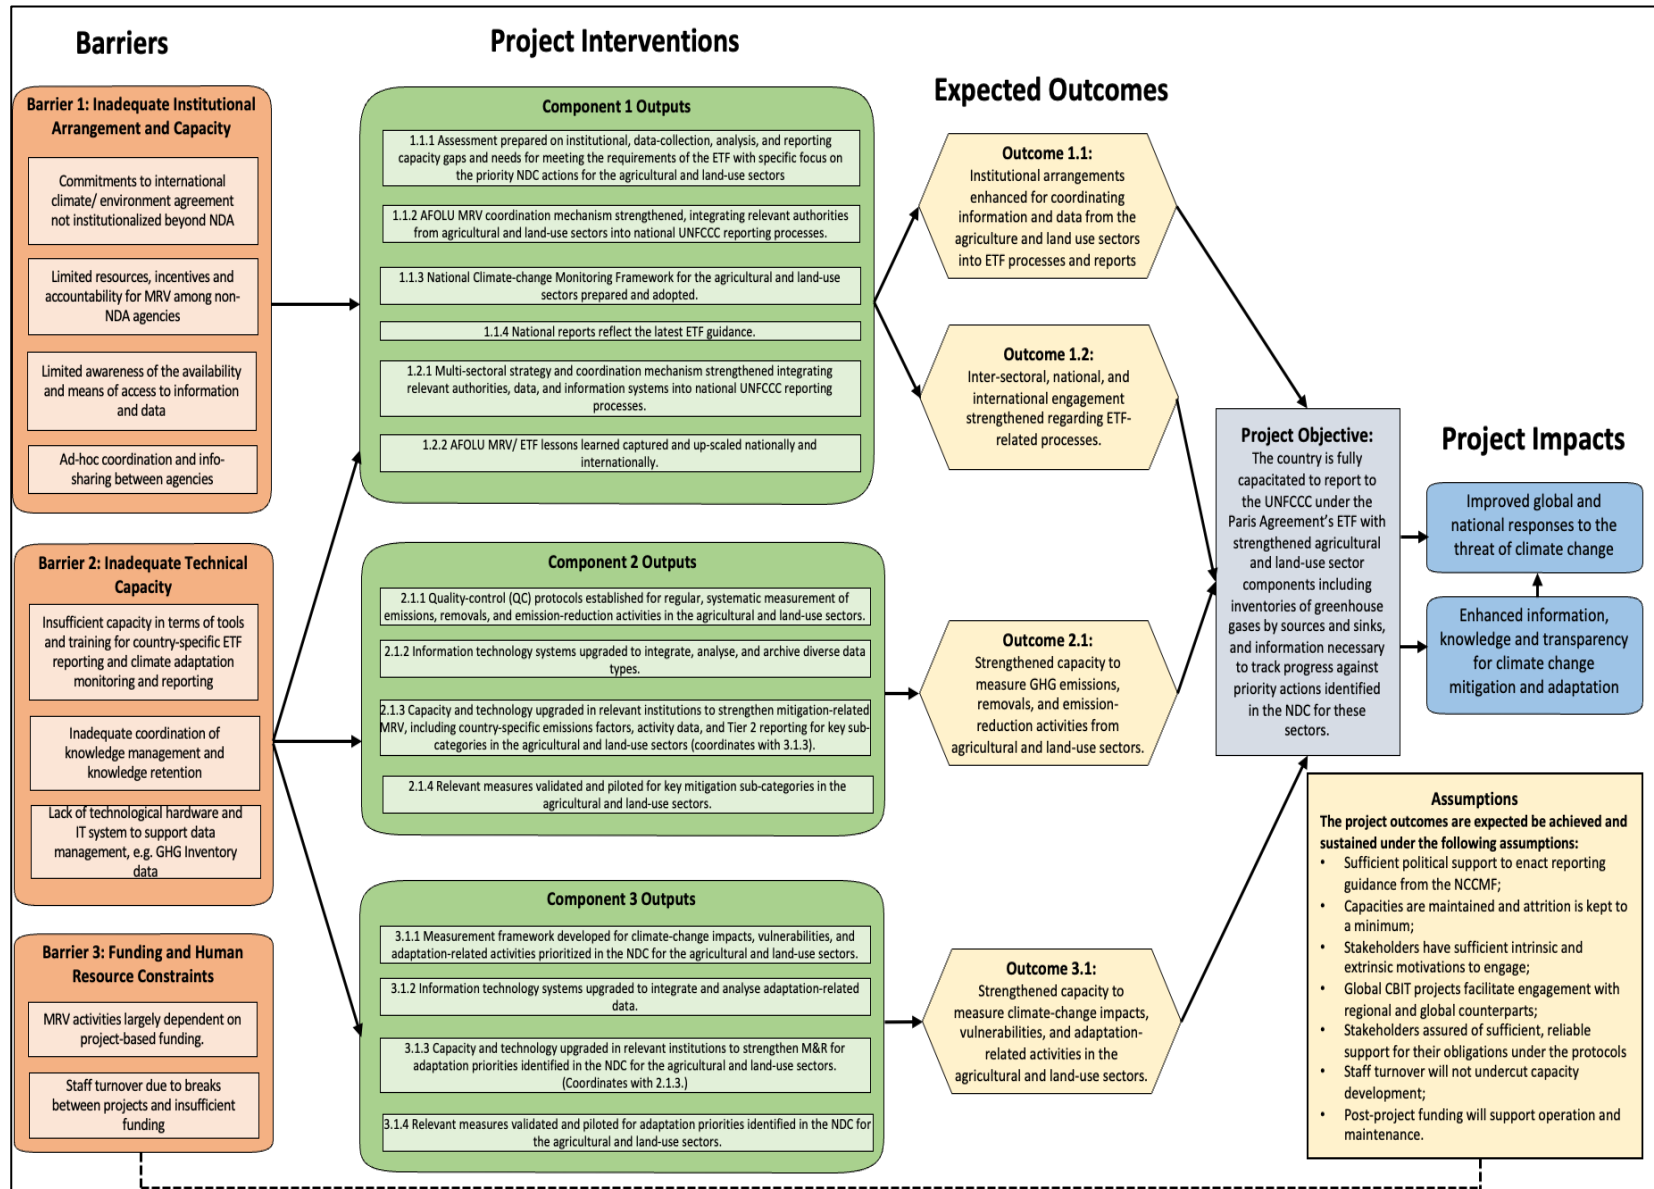 Barriers
Barrier 1: Inadequate Institutional
Arrangement and Capacity
Commitments to international
climate/ environment agreement
not institutionalized beyond NDA
Limited resources, incentives and
accountability for MRV among non-
NDA agencies
Limited awareness of the availability
and means of access to information
and data
Ad-hoc coordination and info-
sharing between agencies
Barrier 2: Inadequate Technical
Capacity
Insufficient capacity in terms of tools
and training for country-specific ETF
reporting and climate adaptation
monitoring and reporting
Inadequate coordination of
knowledge management and
knowledge retention
Lack of technological hardware and
IT system to support data
management, e.g. GHG Inventory
data
Barrier 3: Funding and Human
Resource Constraints
MRV activities largely dependent on
project-based funding.
Staff turnover due to breaks
between projects and insufficient
funding
Project Interventions
Component 1 Outputs
1.1.1 Assessment prepared on institutional, data-collection, analysis, and reporting
capacity gaps and needs for meeting the requirements of the ETF with specific focus on
the priority NDC actions for the agricultural and land-use sectors
1.1.2 AFOLU MRV coordination mechanism strengthened, integrating relevant authorities
from agricultural and land-use sectors into national UNFCCC reporting processes.
1.1.3 National Climate-change Monitoring Framework for the agricultural and land-use
sectors prepared and adopted.
1.1.4 National reports reflect the latest ETF guidance.
1.2.1 Multi-sectoral strategy and coordination mechanism strengthened integrating
relevant authorities, data, and information systems into national UNFCCC reporting
processes.
1.2.2 AFOLU MRV/ ETF lessons learned captured and up-scaled nationally and
internationally.
Component 2 Outputs
2.1.1 Quality-control (QC) protocols established for regular, systematic measurement of
emissions, removals, and emission-reduction activities in the agricultural and land-use sectors.
2.1.2 Information technology systems upgraded to integrate, analyse, and archive diverse data
types.
2.1.3 Capacity and technology upgraded in relevant institutions to strengthen mitigation-related
MRV, including country-specific emissions factors, activity data, and Tier 2 reporting for key sub-
categories in the agricultural and land-use sectors (coordinates with 3.1.3).
2.1.4 Relevant measures validated and piloted for key mitigation sub-categories in the
agricultural and land-use sectors.
Component 3 Outputs
3.1.1 Measurement framework developed for climate-change impacts, vulnerabilities, and
adaptation-related activities prioritized in the NDC for the agricultural and land-use sectors.
3.1.2 Information technology systems upgraded to integrate and analyse adaptation-related
data.
3.1.3 Capacity and technology upgraded in relevant institutions to strengthen M&R for
adaptation priorities identified in the NDC for the agricultural and land-use sectors.
(Coordinates with 2.1.3.)
3.1.4 Relevant measures validated and piloted for adaptation priorities identified in the NDC for
the agricultural and land-use sectors.
Expected Outcomes
Outcome 1.1:
Institutional arrangements
enhanced for coordinating
information and data from the
agriculture and land use sectors
into ETF processes and reports
Outcome 1.2:
Inter-sectoral, national, and
international engagement
strengthened regarding ETF-
related processes.
Outcome 2.1:
Strengthened capacity to
measure GHG emissions,
removals, and emission-
reduction activities from
agricultural and land-use sectors.
Outcome 3.1:
Strengthened capacity to
measure climate-change impacts,
vulnerabilities, and adaptation-
related activities in the
agricultural and land-use sectors.
Project Objective:
The country is fully
capacitated to report to
the UNFCCC under the
Paris Agreement's ETF with
strengthened agricultural
and land-use sector
components including
inventories of greenhouse
gases by sources and sinks,
and information necessary
to track progress against
priority actions identified
in the NDC for these
sectors.
Project Impacts
Improved global and
national responses to the
threat of climate change
Enhanced information,
knowledge and transparency
for climate change
mitigation and adaptation
Assumptions
The project outcomes are expected be achieved and
sustained under the following assumptions:
• Sufficient political support to enact reporting
guidance from the NCCMF;
• Capacities are maintained and attrition is kept to
a minimum;
• Stakeholders have sufficient intrinsic and
extrinsic motivations to engage;
• Global CBIT projects facilitate engagement with
regional and global counterparts;
• Stakeholders assured of sufficient, reliable
support for their obligations under the protocols
• Staff turnover will not undercut capacity
development;
• Post-project funding will support operation and
maintenance.